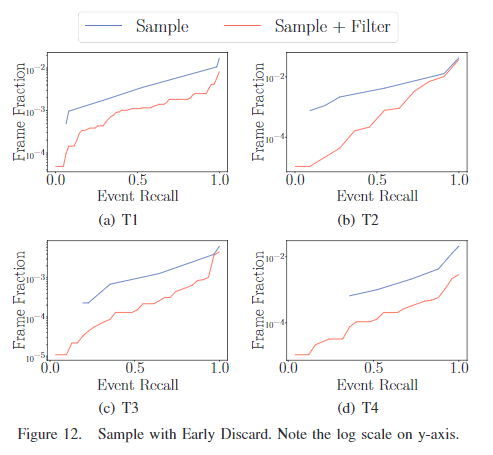 Sample Sample + Filter
Frame Fraction
10⁻²
10⁻³
10⁻⁴
0.0 0.5 1.0
Event Recall
(a) T1
Frame Fraction
10⁻²
10⁻⁴
0.0 0.5 1.0
Event Recall
(b) T2
Frame Fraction
10⁻³
10⁻⁴
10⁻⁵
0.0 0.5 1.0
Event Recall
(c) T3
Frame Fraction
10⁻²
10⁻⁴
0.0 0.5 1.0
Event Recall
(d) T4
Figure 12. Sample with Early Discard. Note the log scale on y-axis.